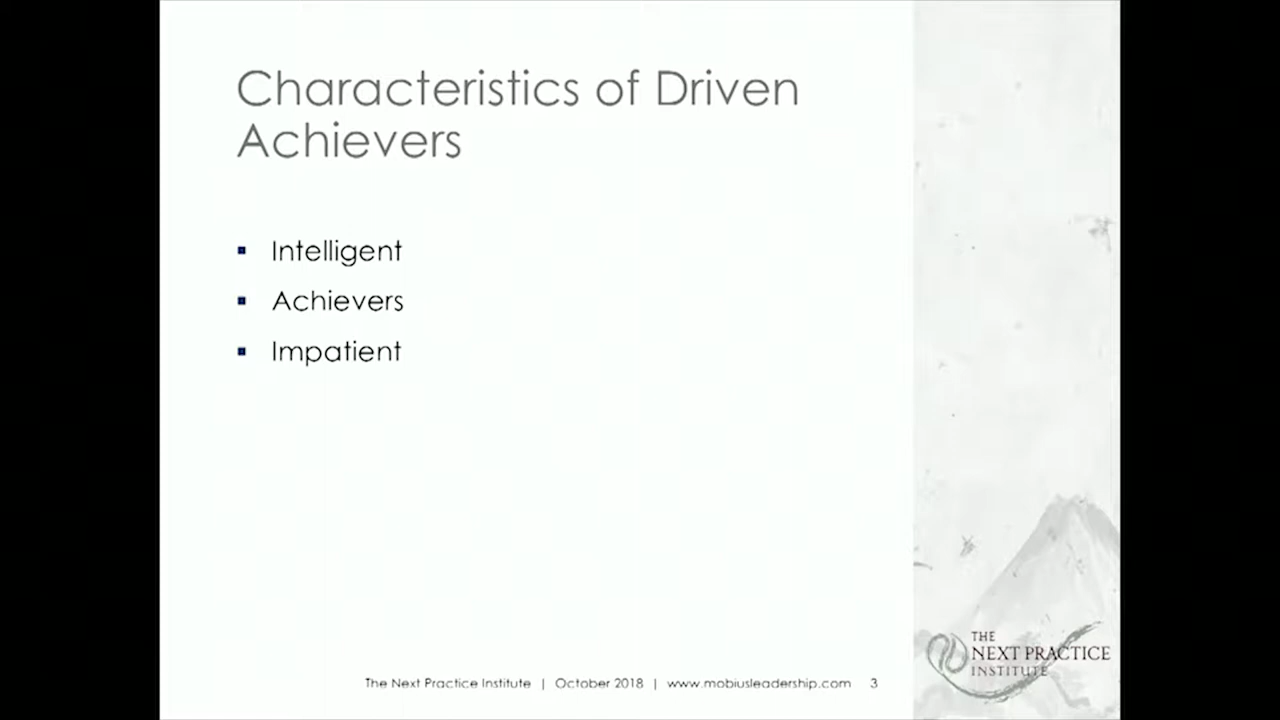 Characteristics of Driven
Achievers
▪ Intelligent
▪ Achievers
▪ Impatient
THE
NEXT PRACTICE
INSTITUTE
The Next Practice Institute | October 2018 | www.mobiusleadership.com 3